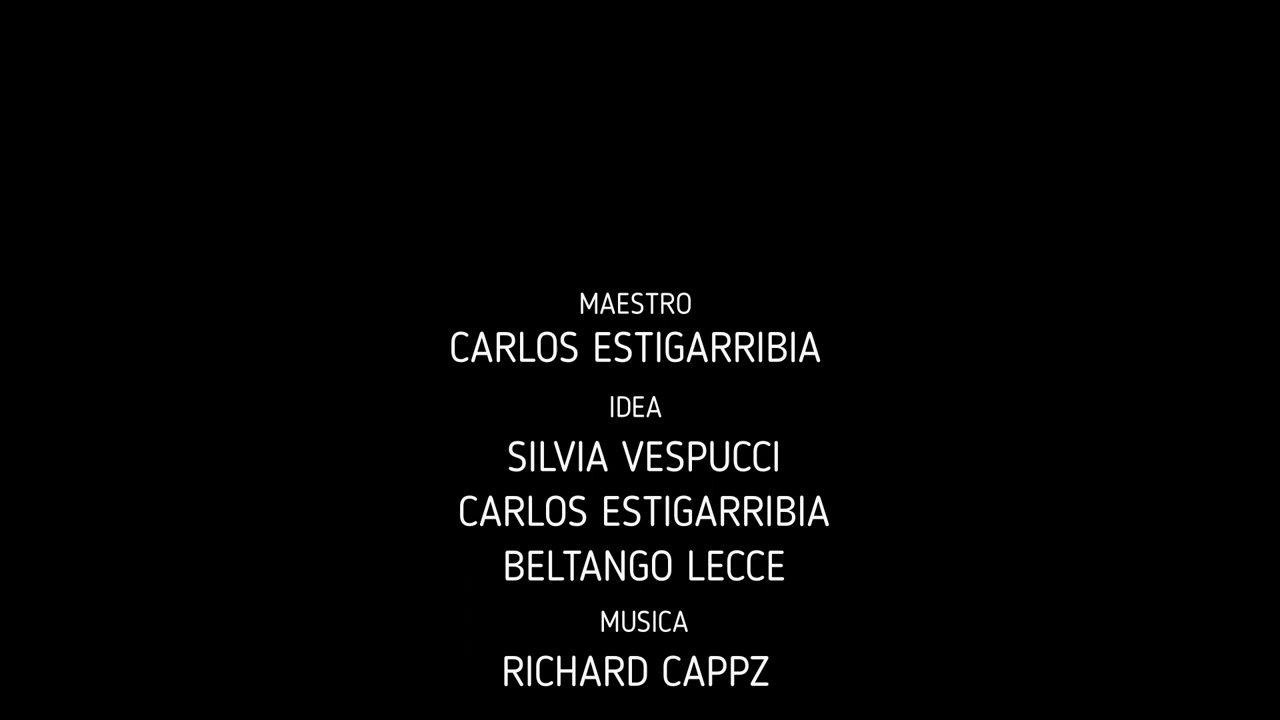 MAESTRO
CARLOS ESTIGARRIBIA
IDEA
SILVIA VESPUCCI
CARLOS ESTIGARRIBIA
BELTANGO LECCE
MUSICA
RICHARD CAPPZ